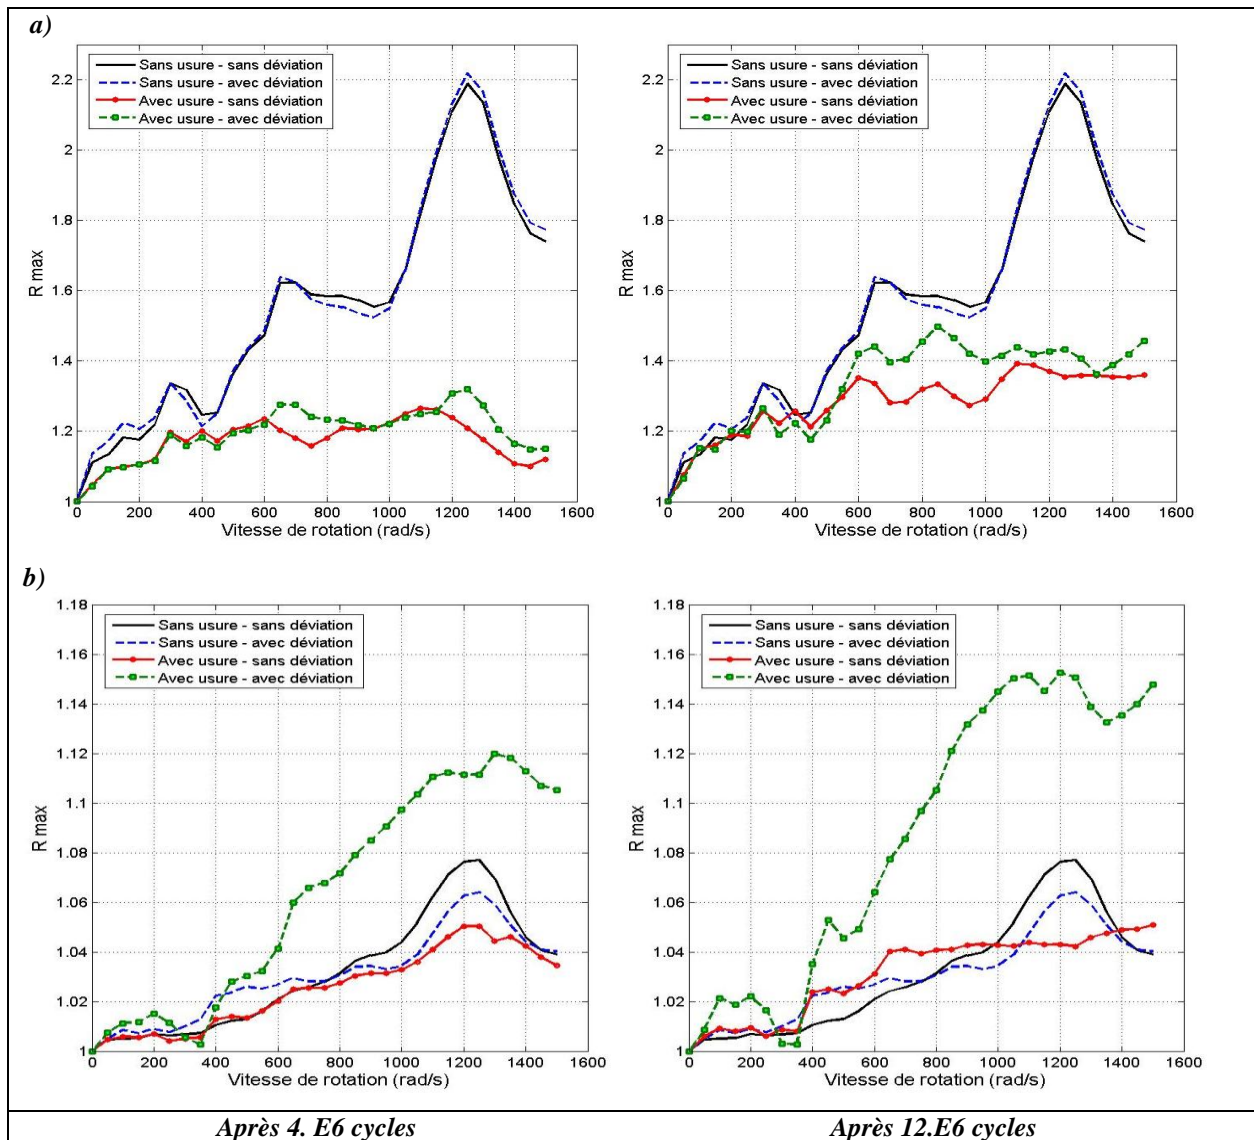 a)
Sans usure - sans déviation
Sans usure - avec déviation
Avec usure - sans déviation
Avec usure - avec déviation
2.2
2
1.8
1.6
1.4
1.2
1
R max
0 200 400 600 800 1000 1200 1400 1600
Vitesse de rotation (rad/s)
Sans usure - sans déviation
Sans usure - avec déviation
Avec usure - sans déviation
Avec usure - avec déviation
2.2
2
1.8
1.6
1.4
1.2
1
R max
0 200 400 600 800 1000 1200 1400 1600
Vitesse de rotation (rad/s)
b)
Sans usure - sans déviation
Sans usure - avec déviation
Avec usure - sans déviation
Avec usure - avec déviation
1.18
1.16
1.14
1.12
1.1
1.08
1.06
1.04
1.02
1
R max
0 200 400 600 800 1000 1200 1400 1600
Vitesse de rotation (rad/s)
Sans usure - sans déviation
Sans usure - avec déviation
Avec usure - sans déviation
Avec usure - avec déviation
1.18
1.16
1.14
1.12
1.1
1.08
1.06
1.04
1.02
1
R max
0 200 400 600 800 1000 1200 1400 1600
Vitesse de rotation (rad/s)
Après 4. E6 cycles
Après 12.E6 cycles